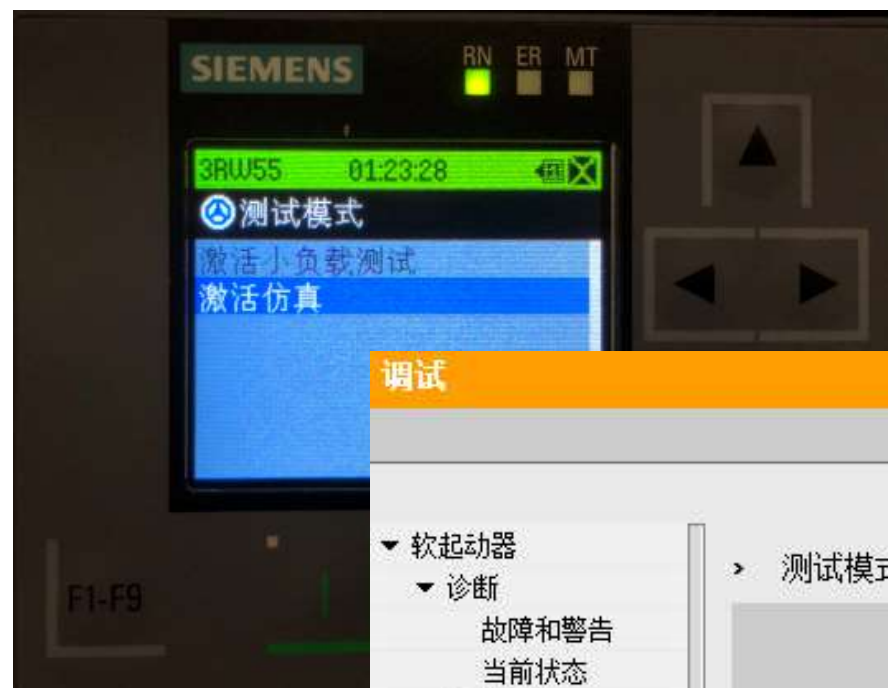 SIEMENS
RN ER MT
3RW55 01:23:28
测试模式
激活小负载测试
激活仿真
调试
软起动器
诊断
故障和警告
当前状态
测试模式
F1-F9